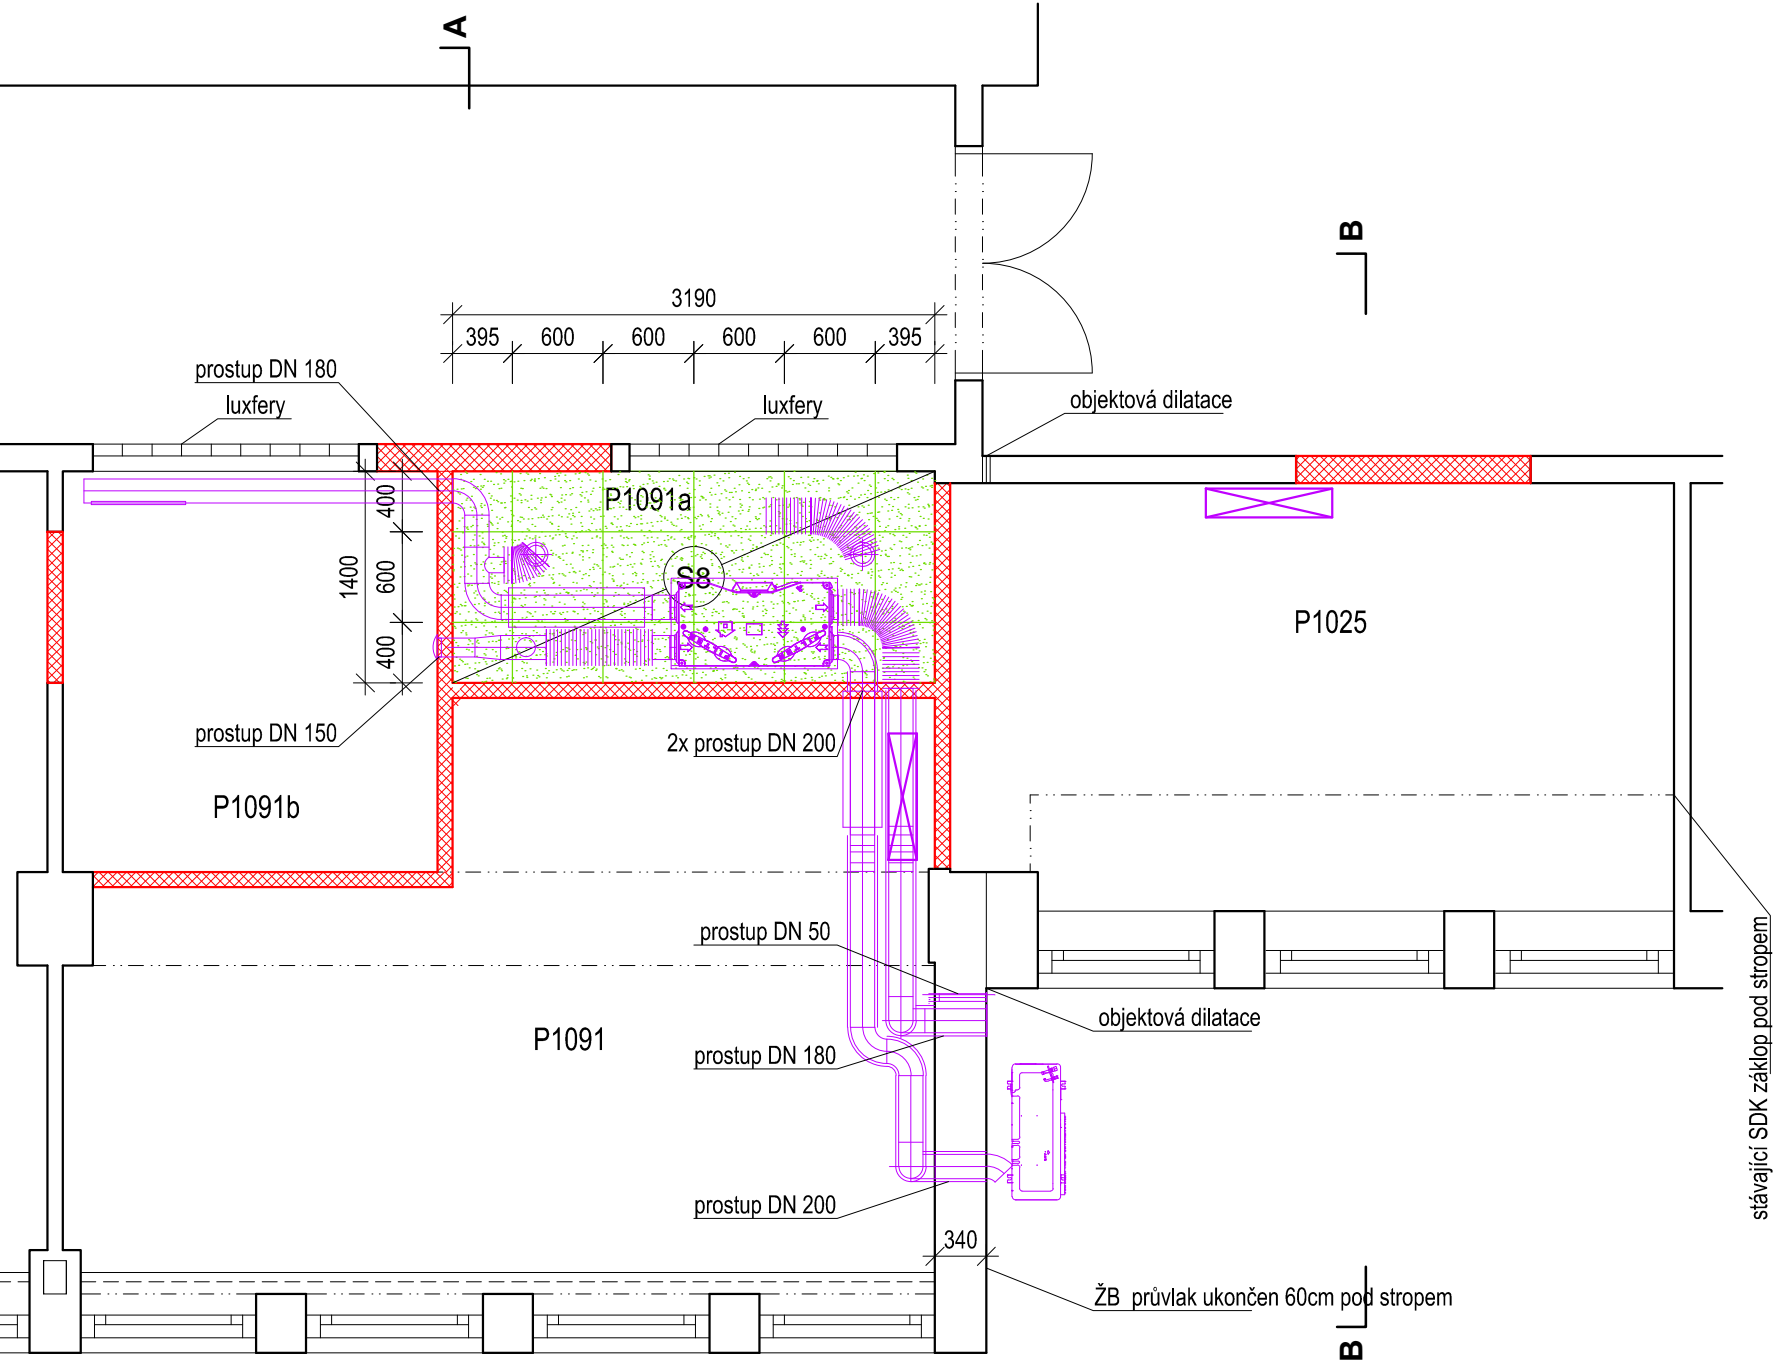 A
B
3190
395 600 600 600 600 395
prostup DN 180
luxfery
luxfery
objektová dilatace
P1091a
400
1400
600
400
S8
P1025
prostup DN 150
2x prostup DN 200
P1091b
prostup DN 50
objektová dilatace
P1091
prostup DN 180
prostup DN 200
340
ŽB průvlak ukončen 60cm pod stropem
stávající SDK záklop pod stropem
B